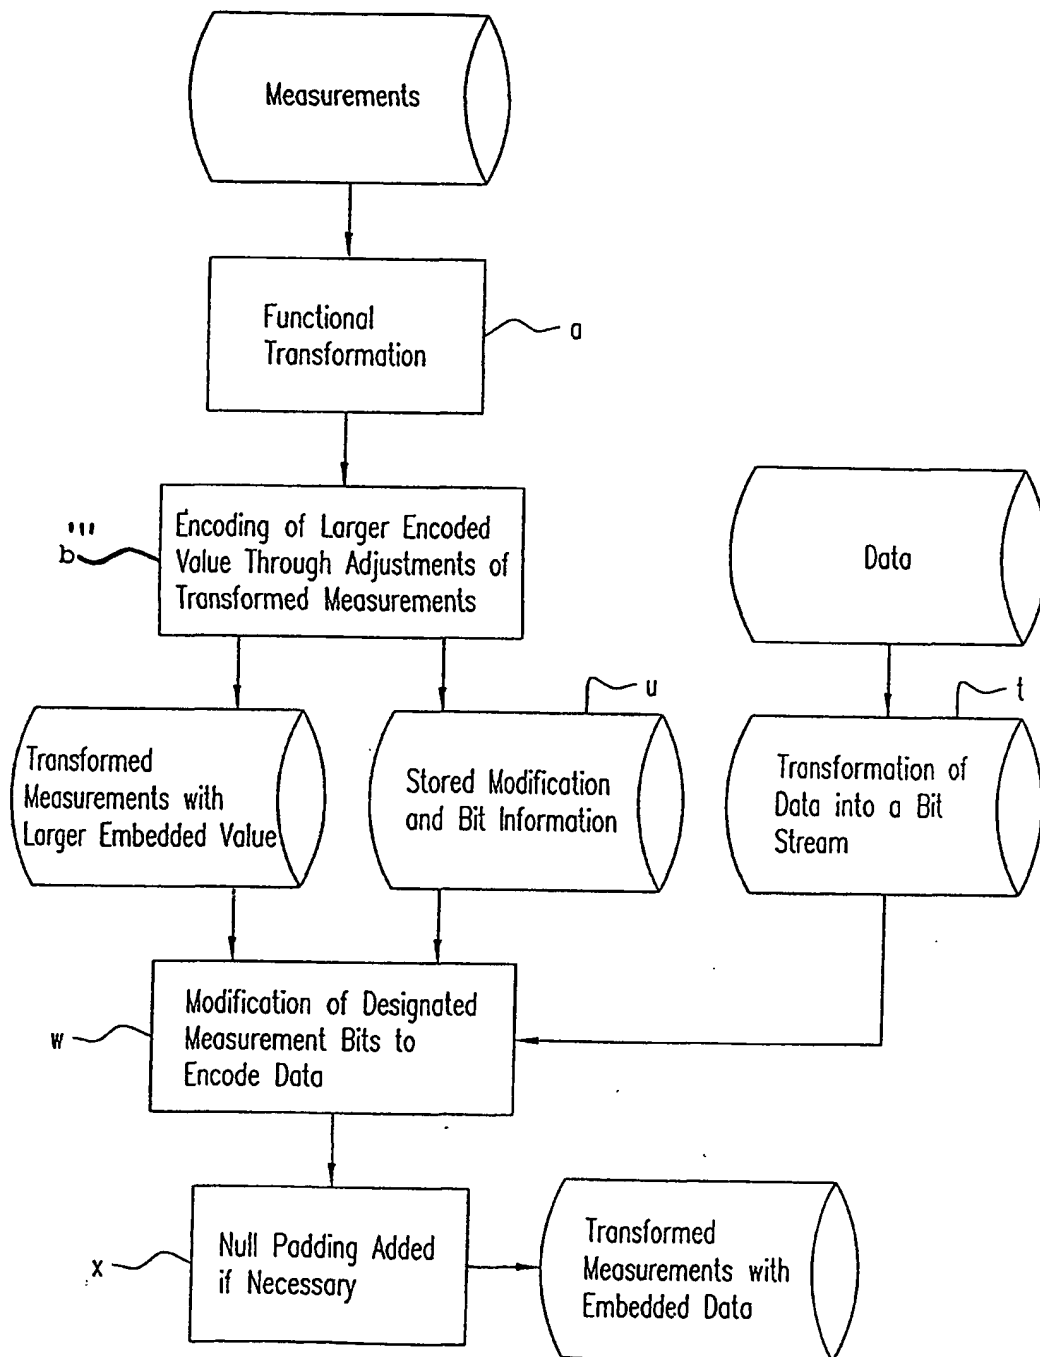 Measurements
Functional
Transformation
a
Encoding of Larger Encoded
Value Through Adjustments of
Transformed Measurements
b'''
Data
u
t
Transformed
Measurements with
Larger Embedded Value
Stored Modification
and Bit Information
Transformation of
Data into a Bit
Stream
Modification of Designated
Measurement Bits to
Encode Data
w
Null Padding Added
if Necessary
x
Transformed
Measurements with
Embedded Data